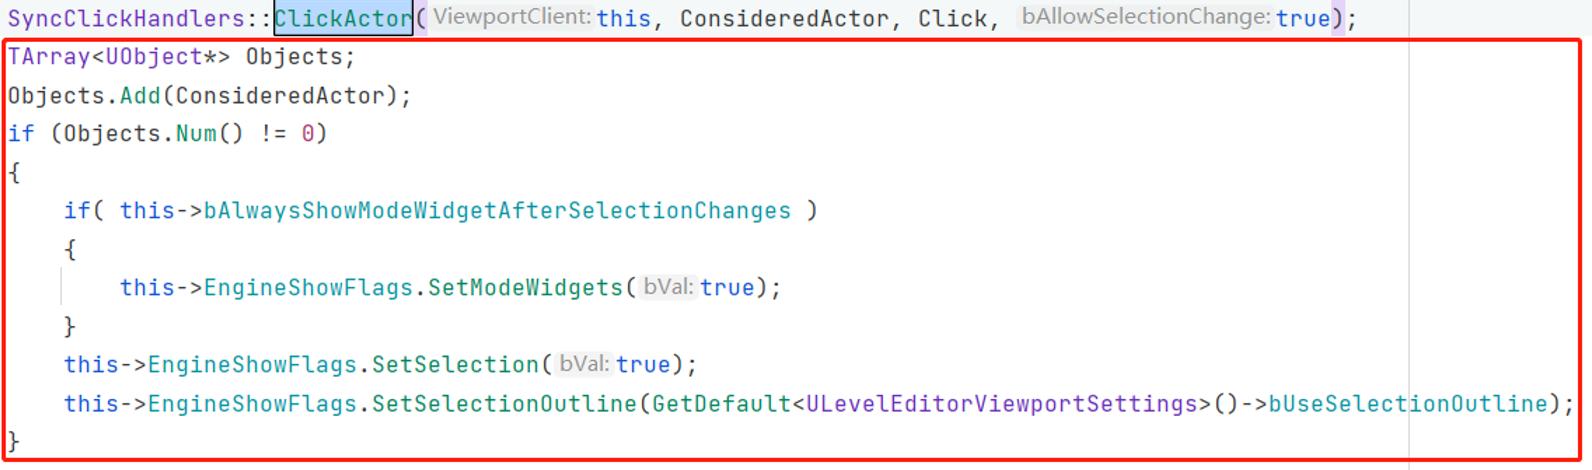 SyncClickHandlers::ClickActor(ViewportClient:this, ConsideredActor, Click, bAllowSelectionChange:true);
TArray<UObject*> Objects;
Objects.Add(ConsideredActor);
if (Objects.Num() != 0)
{
    if( this->bAlwaysShowModeWidgetAfterSelectionChanges )
    {
        this->EngineShowFlags.SetModeWidgets(bVal:true);
    }
    this->EngineShowFlags.SetSelection(bVal:true);
    this->EngineShowFlags.SetSelectionOutline(GetDefault<ULevelEditorViewportSettings>()->bUseSelectionOutline);
}